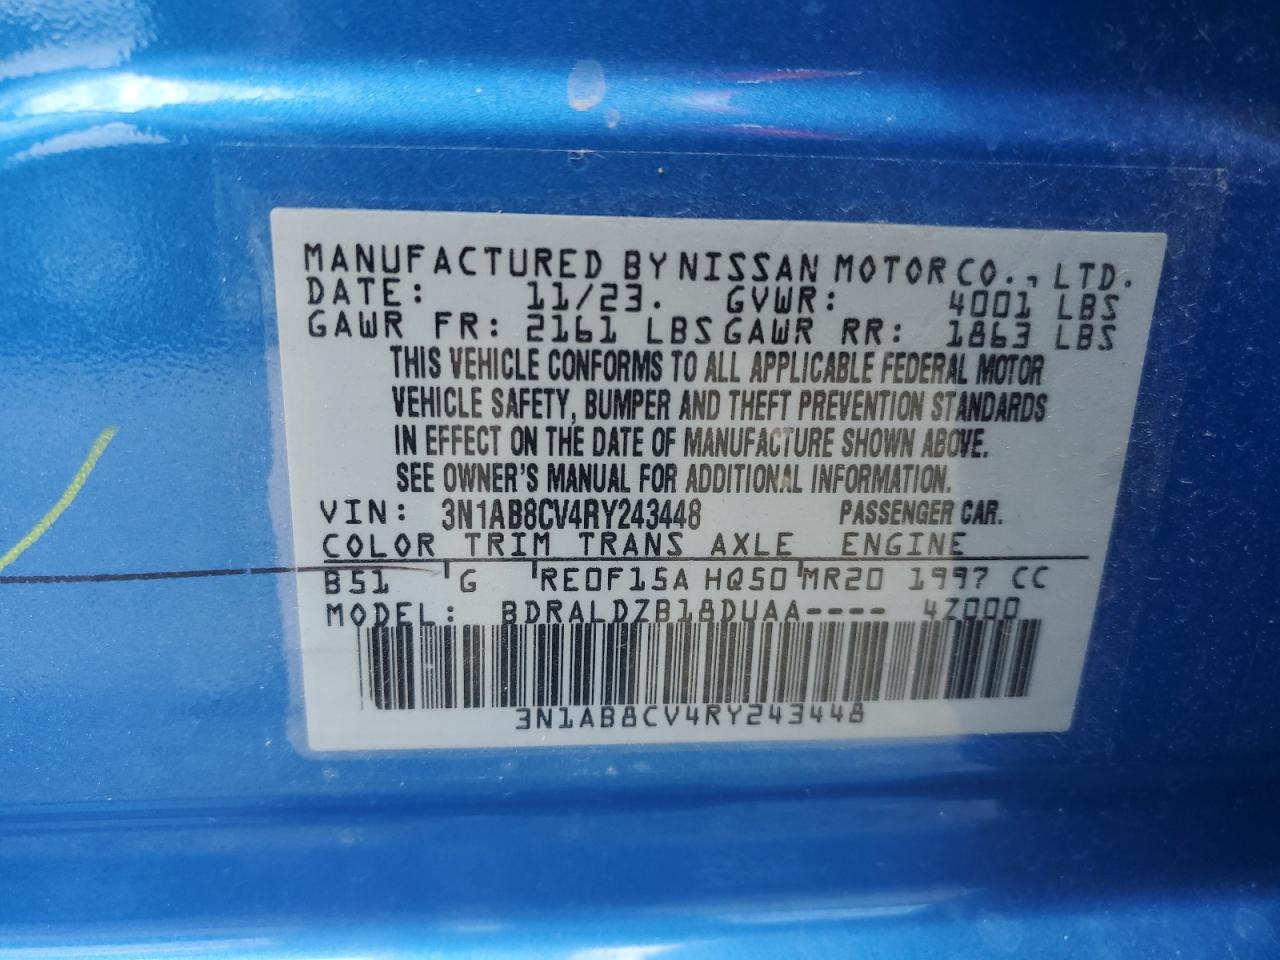 MANUFACTURED BY NISSAN MOTOR CO., LTD.
DATE: 11/23. GVWR: 4001 LBS
GAWR FR: 2161 LBS GAWR RR: 1863 LBS
THIS VEHICLE CONFORMS TO ALL APPLICABLE FEDERAL MOTOR
VEHICLE SAFETY, BUMPER AND THEFT PREVENTION STANDARDS
IN EFFECT ON THE DATE OF MANUFACTURE SHOWN ABOVE.
SEE OWNER'S MANUAL FOR ADDITIONAL INFORMATION.
VIN: 3N1AB8CV4RY243448 PASSENGER CAR.
COLOR TRIM TRANS AXLE ENGINE
B51 G RE0F15A HQ50 MR20 1997 CC
MODEL: BDRALDZB18DUAA---- 4Z000
3N1AB8CV4RY243448